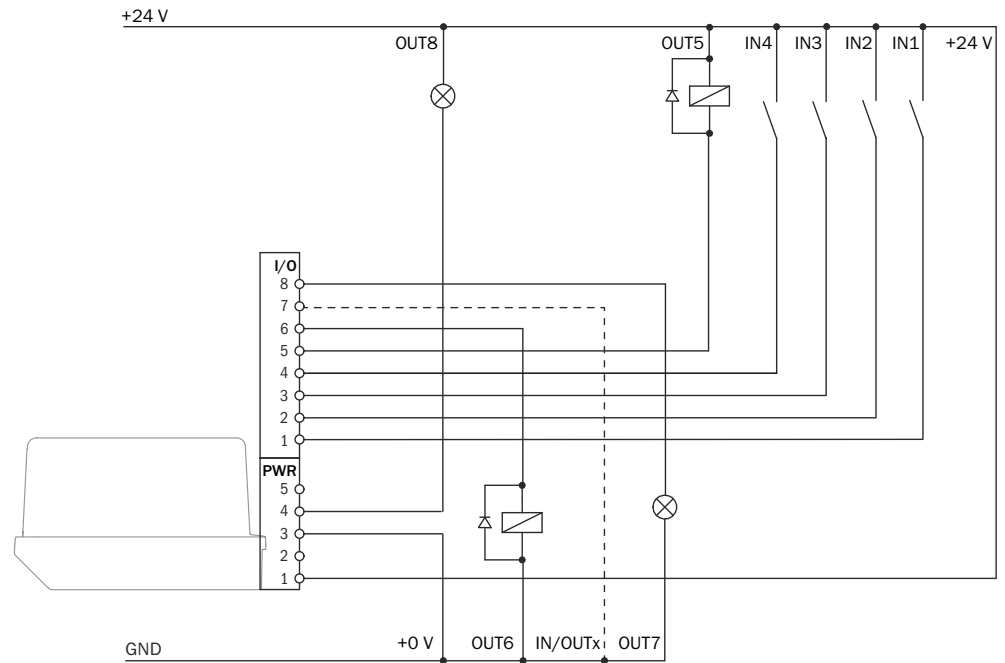 +24 V
OUT8
OUT5
IN4
IN3
IN2
IN1
+24 V
I/O
8
7
6
5
4
3
2
1
PWR
5
4
3
2
1
GND
+0 V
OUT6
IN/OUTx
OUT7